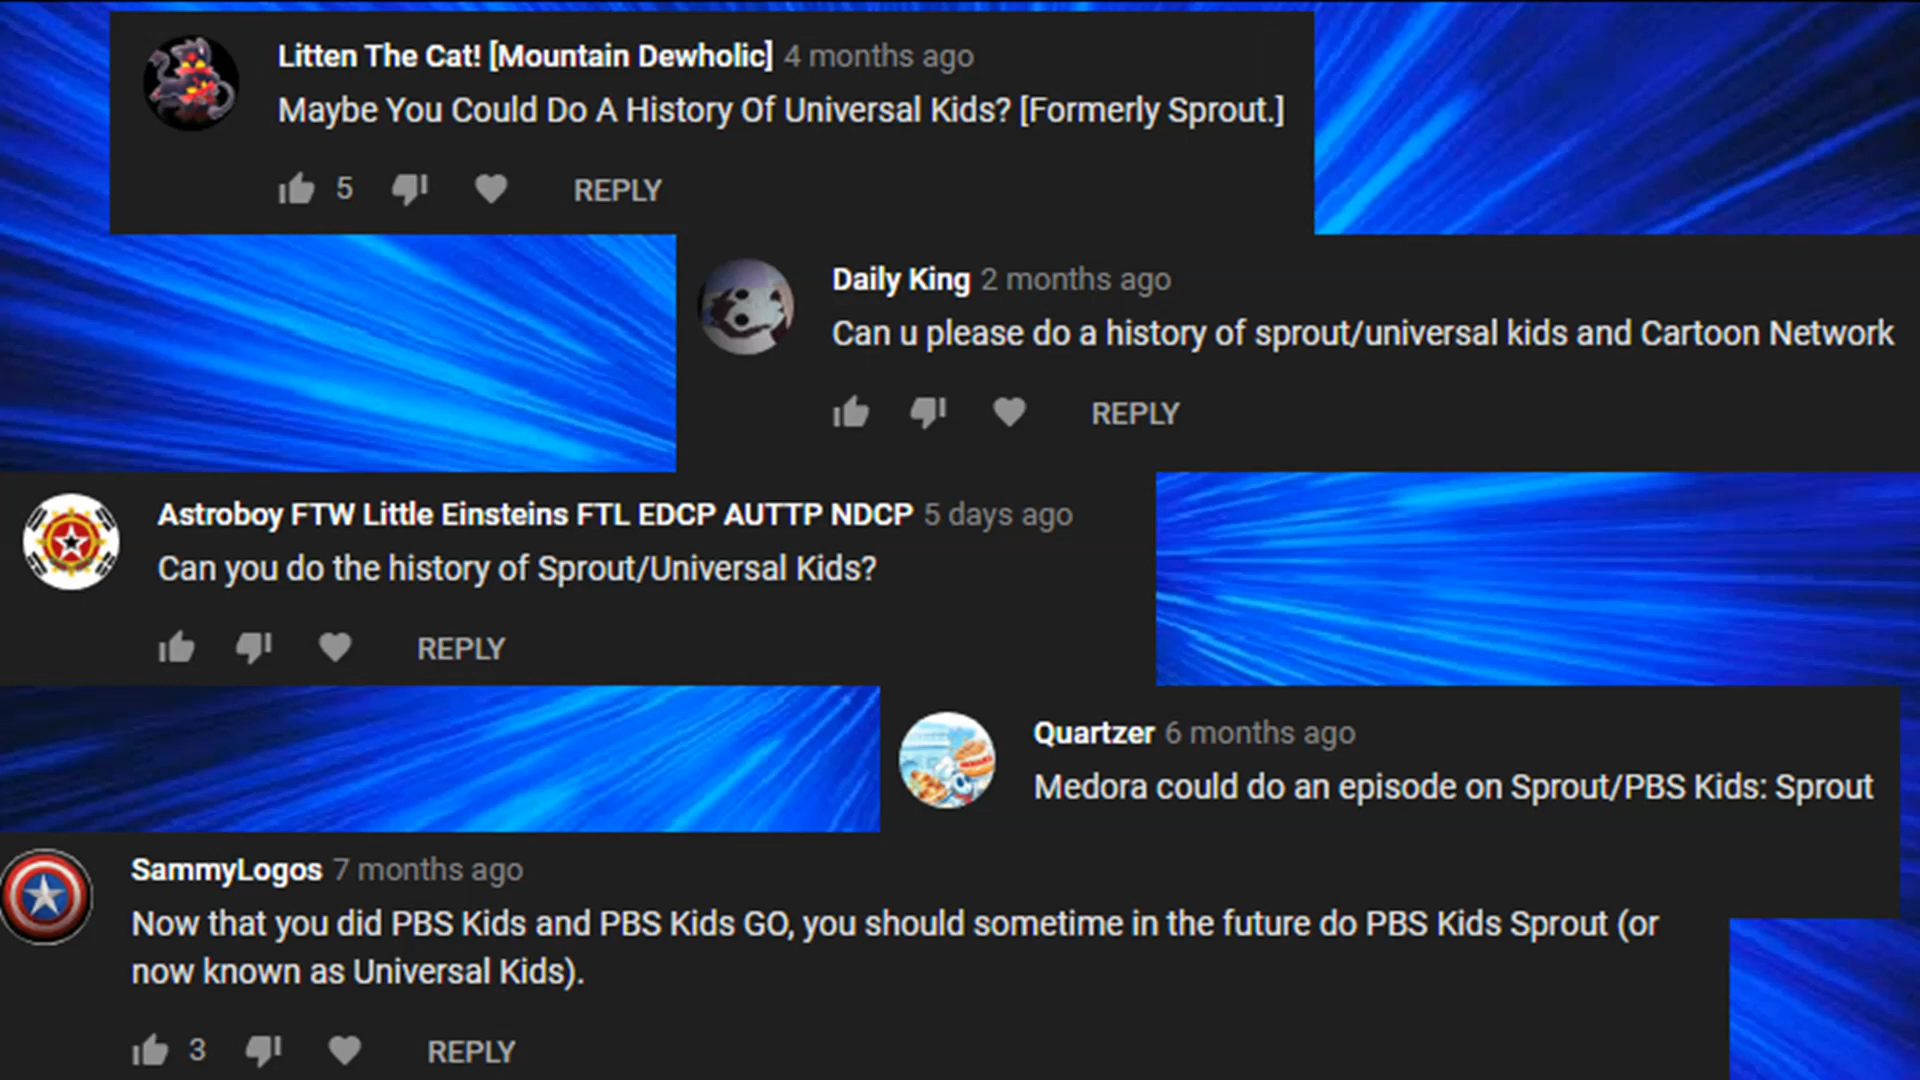 Litten The Cat! [Mountain Dewholic] 4 months ago
Maybe You Could Do A History Of Universal Kids? [Formerly Sprout.]
5 REPLY
Daily King 2 months ago
Can u please do a history of sprout/universal kids and Cartoon Network
REPLY
Astroboy FTW Little Einsteins FTL EDCP AUTTP NDCP 5 days ago
Can you do the history of Sprout/Universal Kids?
REPLY
Quartzer 6 months ago
Medora could do an episode on Sprout/PBS Kids: Sprout
SammyLogos 7 months ago
Now that you did PBS Kids and PBS Kids GO, you should sometime in the future do PBS Kids Sprout (or
now known as Universal Kids).
3 REPLY